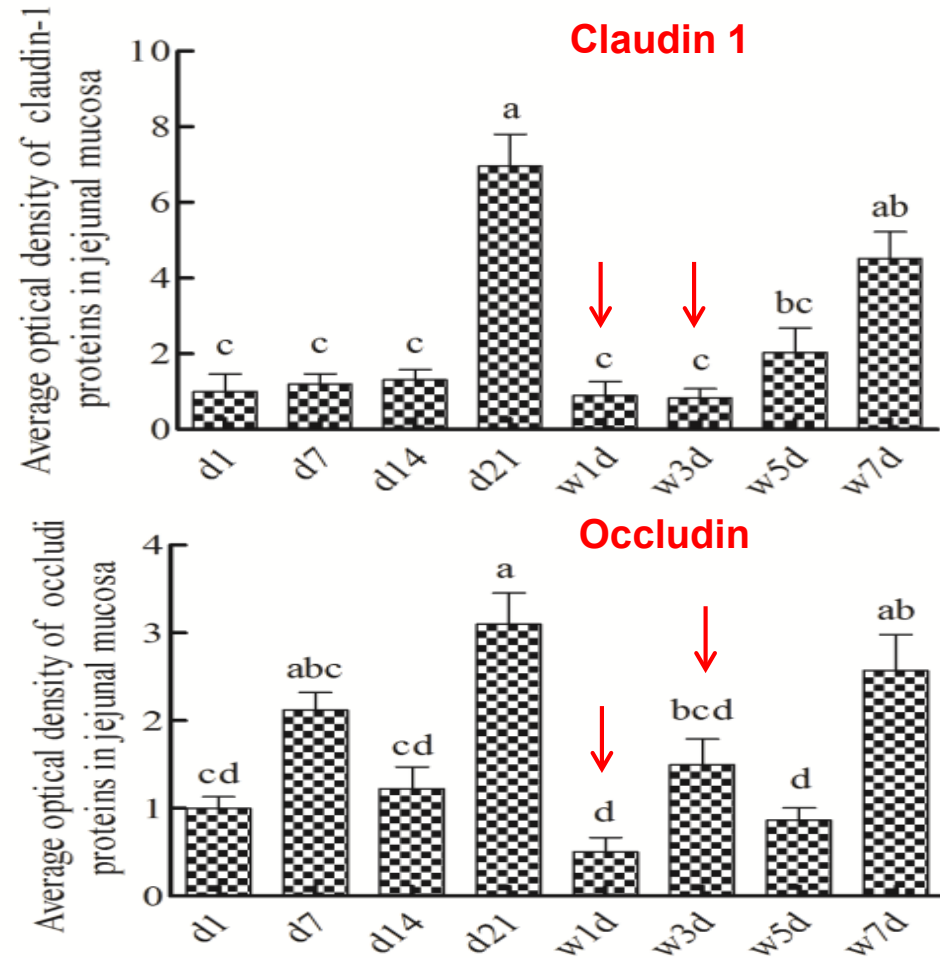 Claudin 1
Average optical density of claudin-1
proteins in jejunal mucosa
10
8
6
4
2
0
c
c
c
a
c
c
bc
ab
d1
d7
d14
d21
w1d
w3d
w5d
w7d
Occludin
Average optical density of occludi
proteins in jejunal mucosa
4
3
2
1
0
cd
abc
cd
a
d
bcd
d
ab
d1
d7
d14
d21
w1d
w3d
w5d
w7d